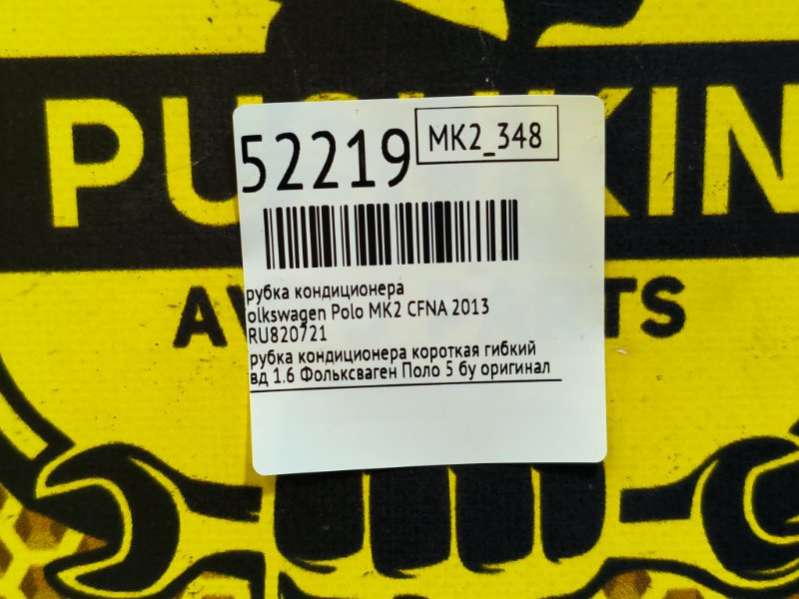 52219
MK2_348
рубка кондиционера
olkswagen Polo MK2 CFNA 2013
RU820721
рубка кондиционера короткая гибкий
вд 1.6 Фольксваген Поло 5 бу оригинал